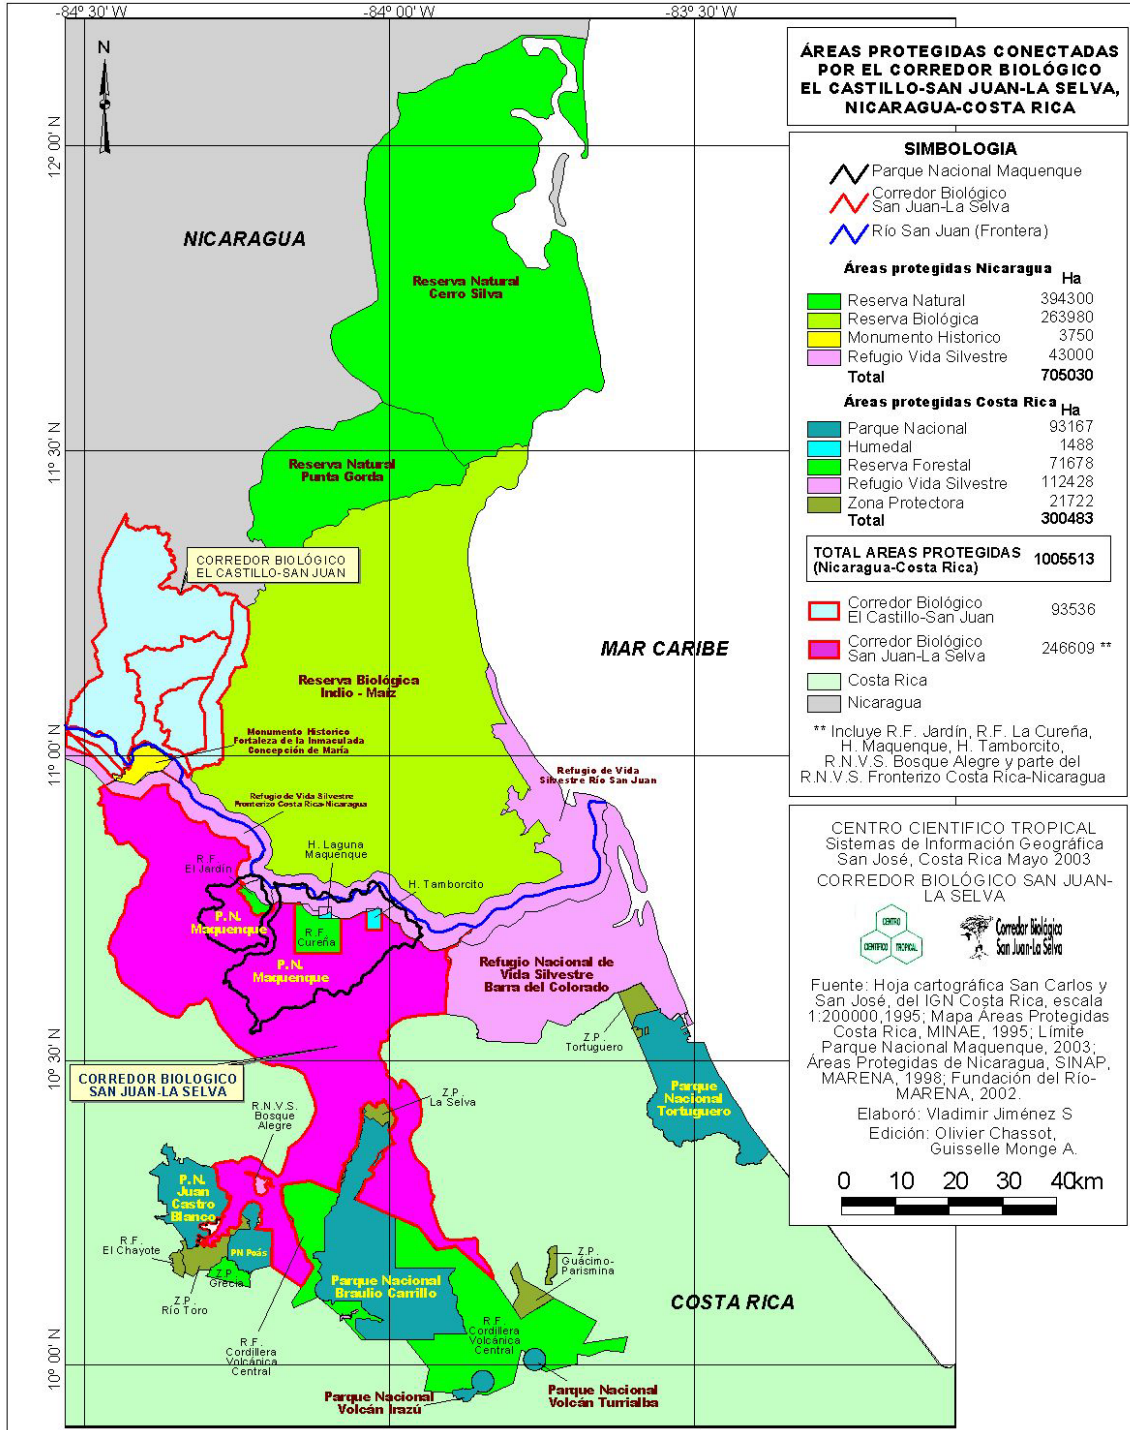 -84° 30' W
-84° 00' W
-83° 30' W
N
12° 00' N
11° 30' N
11° 00' N
10° 30' N
10° 00' N
ÁREAS PROTEGIDAS CONECTADAS
POR EL CORREDOR BIOLÓGICO
EL CASTILLO-SAN JUAN-LA SELVA,
NICARAGUA-COSTA RICA
SIMBOLOGIA
Parque Nacional Maquenque
Corredor Biológico
San Juan-La Selva
Río San Juan (Frontera)
Áreas protegidas Nicaragua
Ha
Reserva Natural 394300
Reserva Biológica 263980
Monumento Historico 3750
Refugio Vida Silvestre 43000
Total 705030
Áreas protegidas Costa Rica
Ha
Parque Nacional 93167
Humedal 1488
Reserva Forestal 71678
Refugio Vida Silvestre 112428
Zona Protectora 21722
Total 300483
TOTAL AREAS PROTEGIDAS 1005513
(Nicaragua-Costa Rica)
Corredor Biológico
El Castillo-San Juan 93536
Corredor Biológico
San Juan-La Selva 246609 **
Costa Rica
Nicaragua
** Incluye R.F. Jardín, R.F. La Cureña,
H. Maquenque, H. Tamborcito,
R.N.V.S. Bosque Alegre y parte del
R.N.V.S. Fronterizo Costa Rica-Nicaragua
CENTRO CIENTIFICO TROPICAL
Sistemas de Información Geográfica
San José, Costa Rica Mayo 2003
CORREDOR BIOLÓGICO SAN JUAN-
LA SELVA
CENTRO
CIENTIFICO TROPICAL
Corredor Biológico
San Juan-La Selva
Fuente: Hoja cartográfica San Carlos y
San José, del IGN Costa Rica, escala
1:200000,1995; Mapa Áreas Protegidas
Costa Rica, MINAE, 1995; Límite
Parque Nacional Maquenque, 2003;
Áreas Protegidas de Nicaragua, SINAP,
MARENA, 1998; Fundación del Río-
MARENA, 2002.
Elaboró: Vladimir Jiménez S
Edición: Olivier Chassot,
Guisselle Monge A.
0 10 20 30 40km
NICARAGUA
Reserva Natural
Cerro Silva
Reserva Natural
Punta Gorda
CORREDOR BIOLÓGICO
EL CASTILLO-SAN JUAN
MAR CARIBE
Reserva Biológica
Indio - Maíz
Monumento Historico
Fortaleza de la Inmaculada
Concepción de María
Refugio de Vida
Silvestre Río San Juan
Refugio de Vida Silvestre
Fronterizo Costa Rica-Nicaragua
H. Laguna
Maquenque
R.F.
El Jardín
H. Tamborcito
P.N.
Maquenque
R.F.
Cureña
P.N.
Maquenque
Refugio Nacional de
Vida Silvestre
Barra del Colorado
Z.P.
Tortuguero
CORREDOR BIOLOGICO
SAN JUAN-LA SELVA
Parque
Nacional
Tortuguero
Z.P.
La Selva
R.N.V.S.
Bosque
Alegre
P.N.
Juan
Castro
Blanco
R.F.
El Chayote
PN Poás
Z.P.
Grecia
Z.P.
Río Toro
Z.P.
Guácimo-
Parismina
Parque Nacional
Braulio Carrillo
COSTA RICA
R.F.
Cordillera
Volcánica
Central
R.F.
Cordillera
Volcánica
Central
Parque Nacional
Volcán Irazú
Parque Nacional
Volcán Turrialba